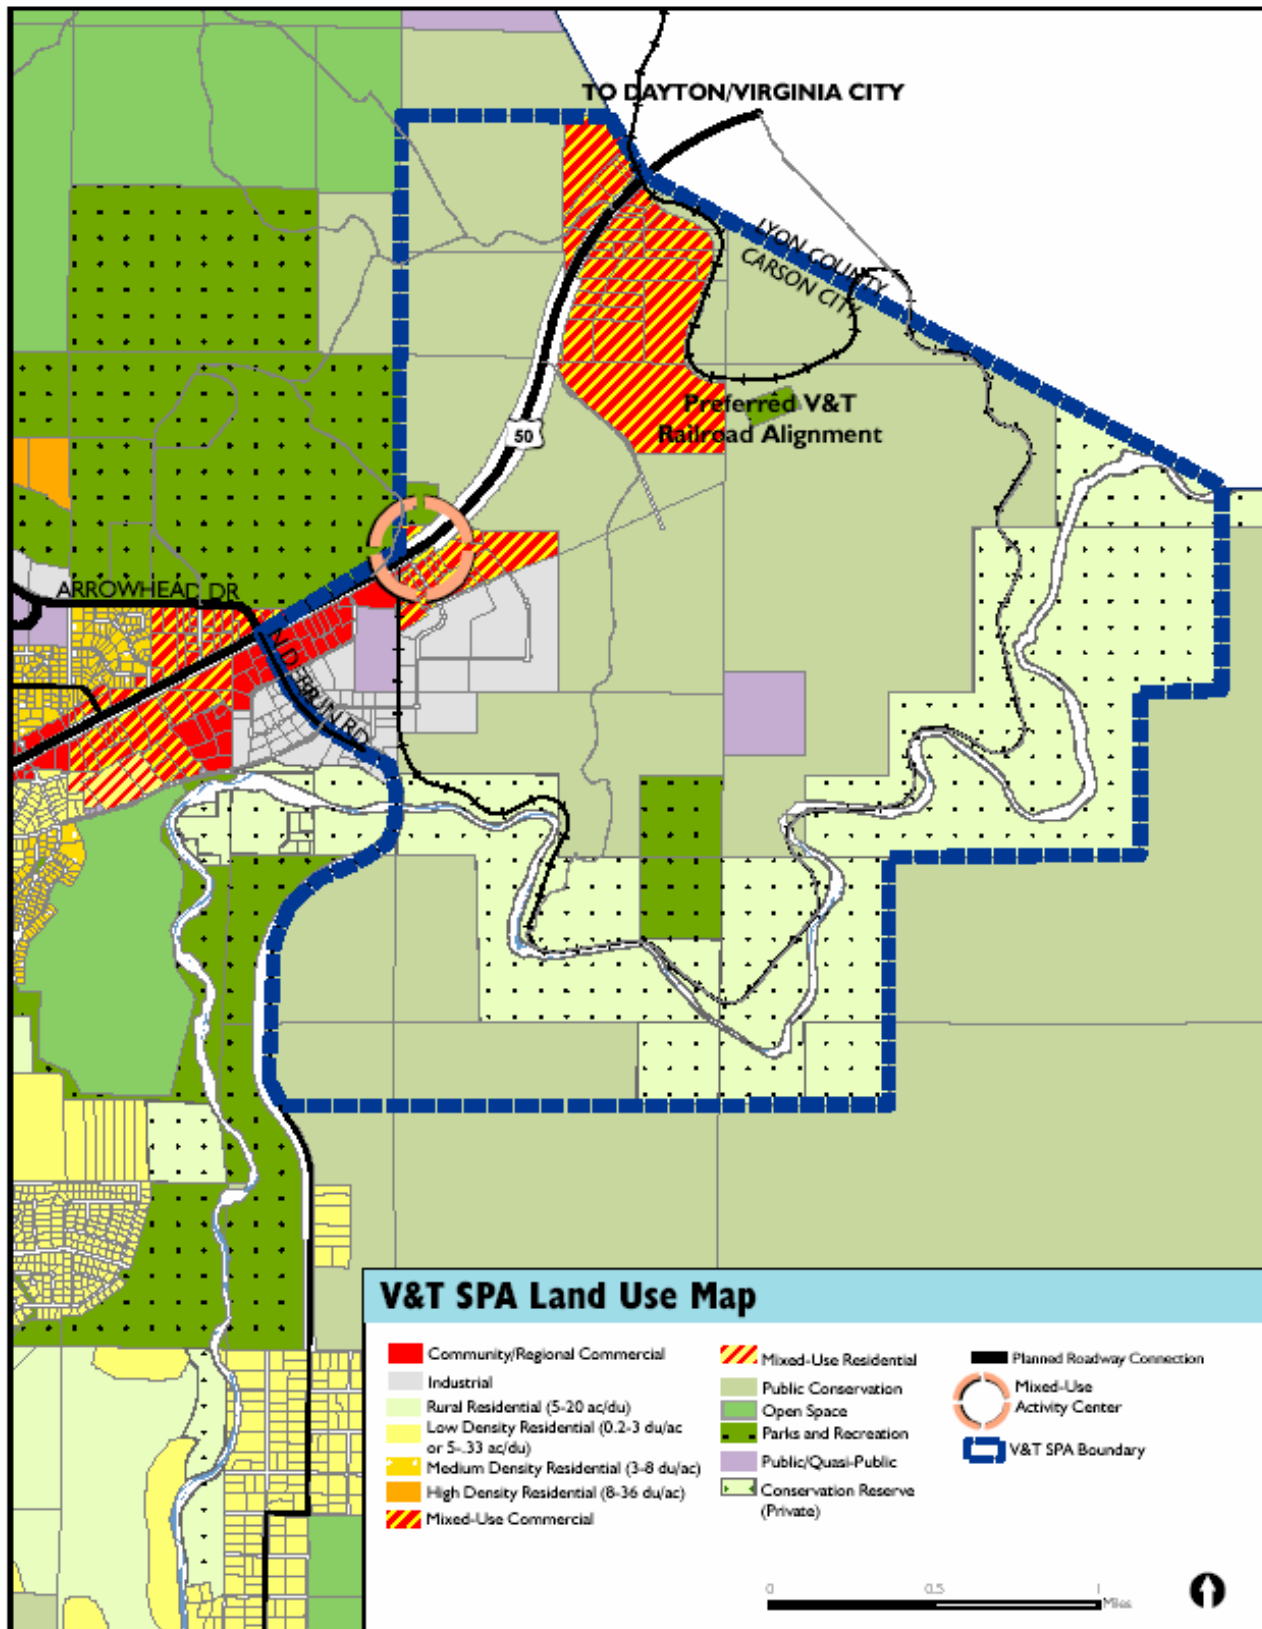 TO DAYTON/VIRGINIA CITY
LYON COUNTY
CARSON CITY
Preferred V&T
Railroad Alignment
50
ARROWHEAD DR
N DEER RUN RD
V&T SPA Land Use Map
Community/Regional Commercial
Industrial
Rural Residential (5-20 ac/du)
Low Density Residential (0.2-3 du/ac
or 5-.33 ac/du)
Medium Density Residential (3-8 du/ac)
High Density Residential (8-36 du/ac)
Mixed-Use Commercial
Mixed-Use Residential
Public Conservation
Open Space
Parks and Recreation
Public/Quasi-Public
Conservation Reserve
(Private)
Planned Roadway Connection
Mixed-Use
Activity Center
V&T SPA Boundary
0 0.5 1
Miles